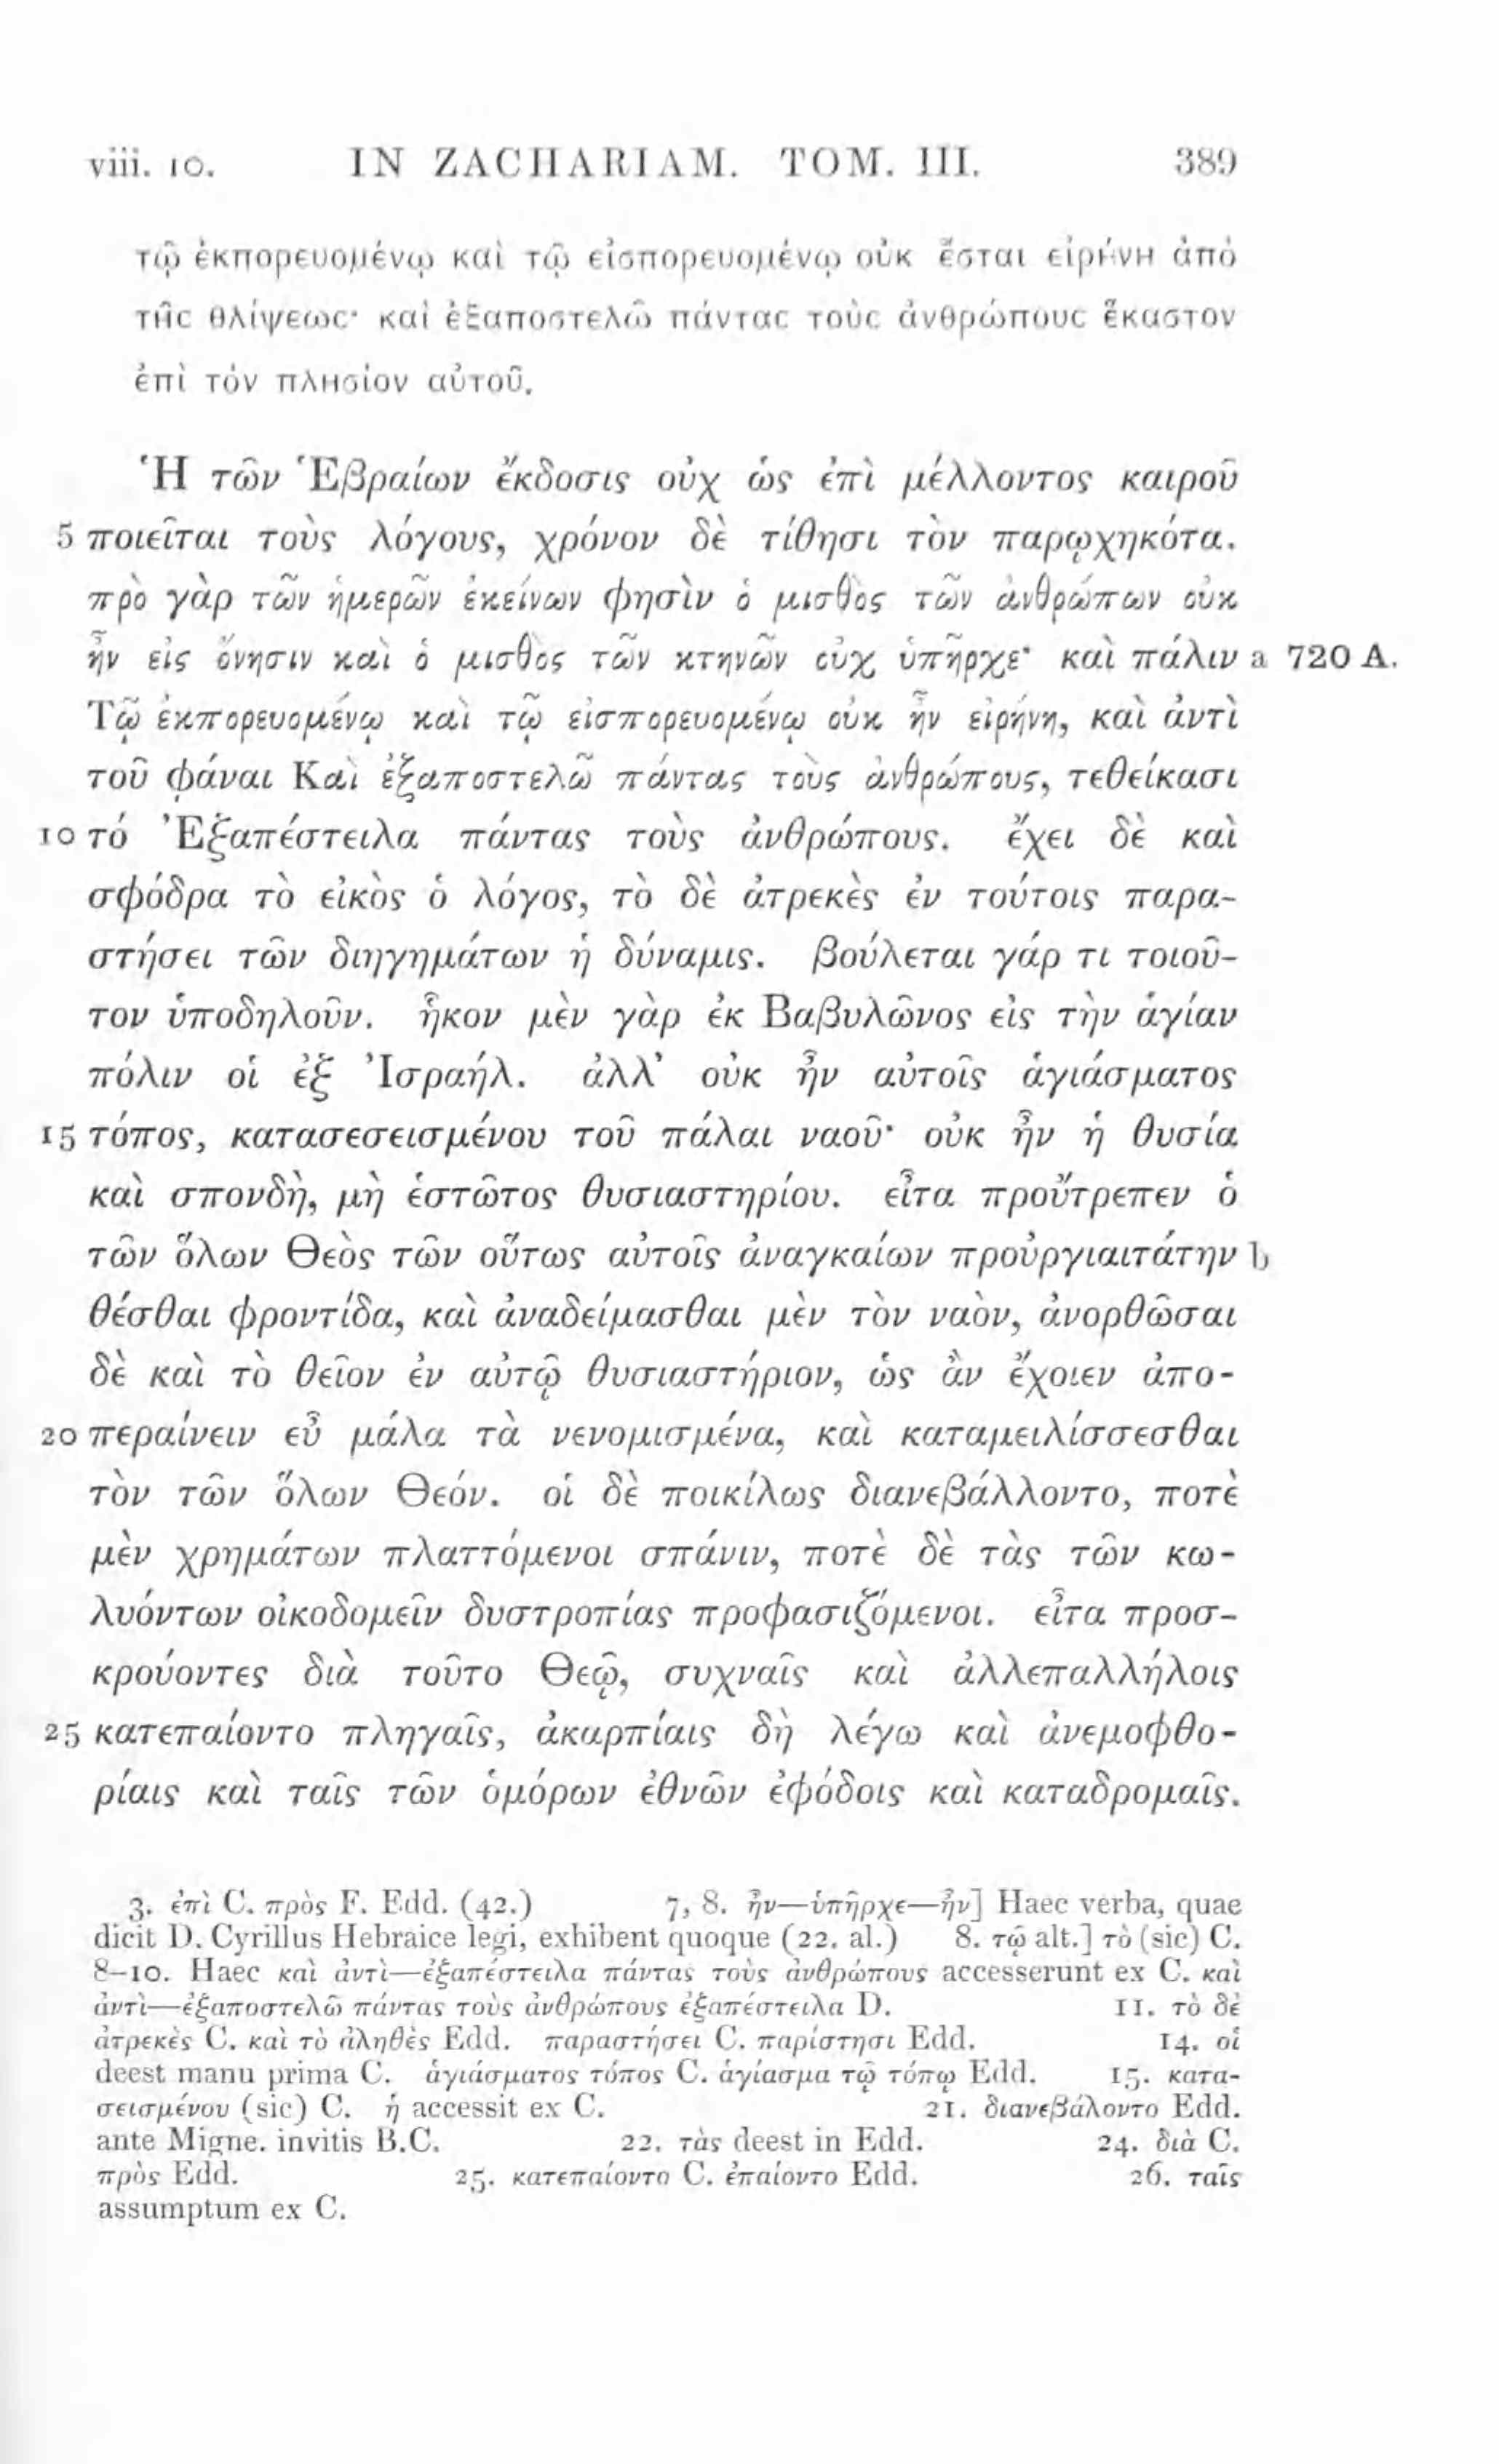 viii. 10. IN ZACHARIAM. TOM. III. 389
τῷ ἐκπορευομένῳ καὶ τῷ εἰσπορευομένῳ οὐκ ἔσται εἰρήνη ἀπὸ
τῆς θλίψεως· καὶ ἐξαποστελῶ πάντας τοὺς ἀνθρώπους ἕκαστον
ἐπὶ τὸν πλησίον αὐτοῦ.
Ἡ τῶν Ἑβραίων ἔκδοσις οὐχ ὡς ἐπὶ μέλλοντος καιροῦ
5 ποιεῖται τοὺς λόγους, χρόνον δὲ τίθησι τὸν παρῳχηκότα.
πρὸ γὰρ τῶν ἡμερῶν ἐκείνων φησὶν ὁ μισθὸς τῶν ἀνθρώπων οὐκ
ἦν εἰς ὄνησιν καὶ ὁ μισθὸς τῶν κτηνῶν οὐχ ὑπῆρχε· καὶ πάλιν a 720 A.
Τῷ ἐκπορευομένῳ καὶ τῷ εἰσπορευομένῳ οὐκ ἦν εἰρήνη, καὶ ἀντὶ
τοῦ φάναι Καὶ ἐξαποστελῶ πάντας τοὺς ἀνθρώπους, τεθείκασι
10 τό Ἐξαπέστειλα πάντας τοὺς ἀνθρώπους. ἔχει δὲ καὶ
σφόδρα τὸ εἰκὸς ὁ λόγος, τὸ δὲ ἀτρεκὲς ἐν τούτοις παρα-
στήσει τῶν διηγημάτων ἡ δύναμις. βούλεται γάρ τι τοιοῦ-
τον ὑποδηλοῦν. ἧκον μὲν γὰρ ἐκ Βαβυλῶνος εἰς τὴν ἁγίαν
πόλιν οἱ ἐξ Ἰσραήλ. ἀλλ’ οὐκ ἦν αὐτοῖς ἁγιάσματος
15 τόπος, κατασεσεισμένου τοῦ πάλαι ναοῦ· οὐκ ἦν ἡ θυσία
καὶ σπονδὴ, μὴ ἑστῶτος θυσιαστηρίου. εἶτα προὔτρεπεν ὁ
τῶν ὅλων Θεὸς τῶν οὕτως αὐτοῖς ἀναγκαίων προὐργιαιτάτην b
θέσθαι φροντίδα, καὶ ἀναδείμασθαι μὲν τὸν ναὸν, ἀνορθῶσαι
δὲ καὶ τὸ θεῖον ἐν αὐτῷ θυσιαστήριον, ὡς ἂν ἔχοιεν ἀπο-
20 περαίνειν εὖ μάλα τὰ νενομισμένα, καὶ καταμειλίσσεσθαι
τὸν τῶν ὅλων Θεόν. οἱ δὲ ποικίλως διανεβάλλοντο, ποτὲ
μὲν χρημάτων πλαττόμενοι σπάνιν, ποτὲ δὲ τὰς τῶν κω-
λυόντων οἰκοδομεῖν δυστροπίας προφασιζόμενοι. εἶτα προσ-
κρούοντες διὰ τοῦτο Θεῷ, συχναῖς καὶ ἀλλεπαλλήλοις
25 κατεπαίοντο πληγαῖς, ἀκαρπίαις δὴ λέγω καὶ ἀνεμοφθο-
ρίαις καὶ ταῖς τῶν ὁμόρων ἐθνῶν ἐφόδοις καὶ καταδρομαῖς.
3. ἐπὶ C. πρὸς F. Edd. (42.) 7, 8. ἦν—ὑπῆρχε—ἦν] Haec verba, quae
dicit D. Cyrillus Hebraice legi, exhibent quoque (22. al.) 8. τῷ alt.] τὸ (sic) C.
8–10. Haec καὶ ἀντὶ—ἐξαπέστειλα πάντας τοὺς ἀνθρώπους accesserunt ex C. καὶ
ἀντὶ—ἐξαποστελῶ πάντας τοὺς ἀνθρώπους ἐξαπέστειλα D. 11. τὸ δὲ
ἀτρεκὲς C. καὶ τὸ ἀληθὲς Edd. παραστήσει C. παρίστησι Edd. 14. οἱ
deest manu prima C. ἁγιάσματος τόπος C. ἁγίασμα τῷ τόπῳ Edd. 15. κατα-
σεισμένου (sic) C. ἡ accessit ex C. 21. διανεβάλοντο Edd.
ante Migne. invitis B.C. 22. τὰς deest in Edd. 24. διὰ C.
πρὸς Edd. 25. κατεπαίοντο C. ἐπαίοντο Edd. 26. ταῖς
assumptum ex C.